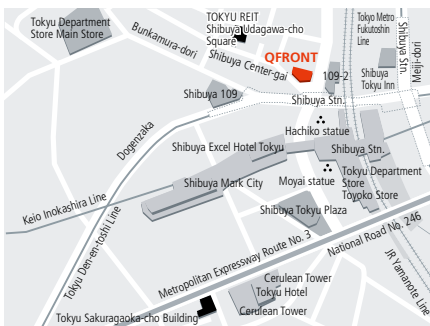 Tokyu Department
Store Main Store
Bunkamura-dori
TOKYU REIT
Shibuya Udagawa-cho
Square
Shibuya Center-gai
QFRONT
Tokyo Metro
Fukutoshin
Line
Shibuya Stn.
Meiji-dori
109-2
Shibuya
Tokyu Inn
Shibuya 109
Shibuya Stn.
Dogenzaka
Hachiko statue
Shibuya Excel Hotel Tokyu
Shibuya Stn.
Shibuya Mark City
Moyai statue
Tokyu Department
Store
Toyoko Store
Keio Inokashira Line
Shibuya Tokyu Plaza
Tokyu Den-en-toshi Line
Metropolitan Expressway Route No. 3
National Road No. 246
JR Yamanote Line
Cerulean Tower
Tokyu Hotel
Cerulean Tower
Tokyu Sakuragaoka-cho Building